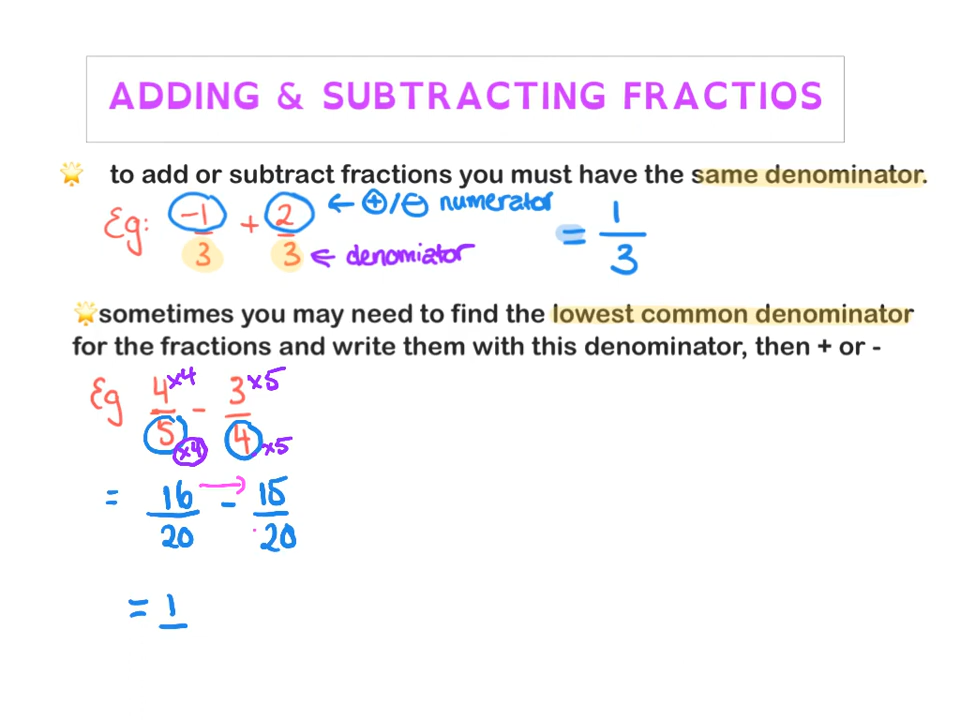 ADDING & SUBTRACTING FRACTIOS
to add or subtract fractions you must have the same denominator.
Eg: -1/3 + 2/3 ← ⊕/⊖ numerator = 1/3
← denomiator
sometimes you may need to find the lowest common denominator
for the fractions and write them with this denominator, then + or -
Eg 4×4/5×4 - 3×5/4×5
= 16/20 - 15/20
= 1